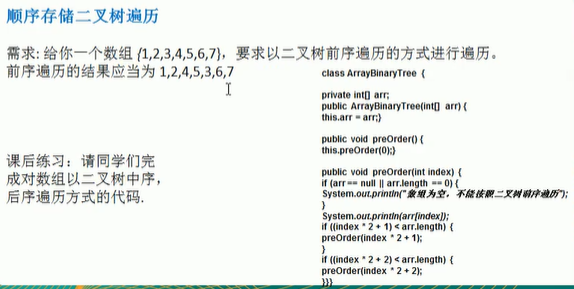 顺序存储二叉树遍历
需求: 给你一个数组 {1,2,3,4,5,6,7}，要求以二叉树前序遍历的方式进行遍历。
前序遍历的结果应当为 1,2,4,5,3,6,7
课后练习：请同学们完
成对数组以二叉树中序，
后序遍历方式的代码.
class ArrayBinaryTree {
private int[] arr;
public ArrayBinaryTree(int[] arr) {
this.arr = arr;}
public void preOrder() {
this.preOrder(0);}
public void preOrder(int index) {
if (arr == null || arr.length == 0) {
System.out.println("数组为空，不能按照二叉树前序遍历");
}
System.out.println(arr[index]);
if ((index * 2 + 1) < arr.length) {
preOrder(index * 2 + 1);
}
if ((index * 2 + 2) < arr.length) {
preOrder(index * 2 + 2);
}}}